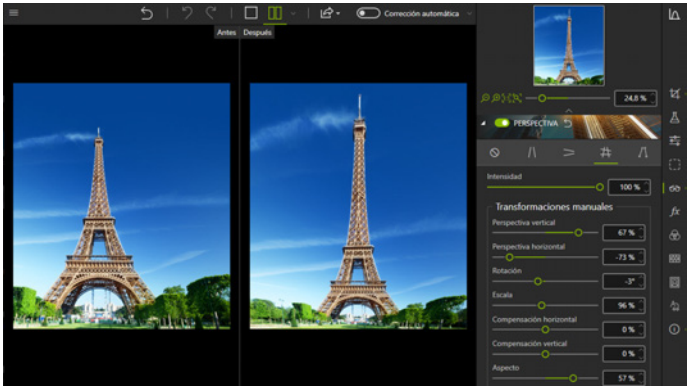 Corrección automática
Antes Después
24,8 %
PERSPECTIVA
Intensidad
100 %
Transformaciones manuales
Perspectiva vertical
67 %
Perspectiva horizontal
-73 %
Rotación
-3°
Escala
96 %
Compensación horizontal
0 %
Compensación vertical
0 %
Aspecto
57 %
fx